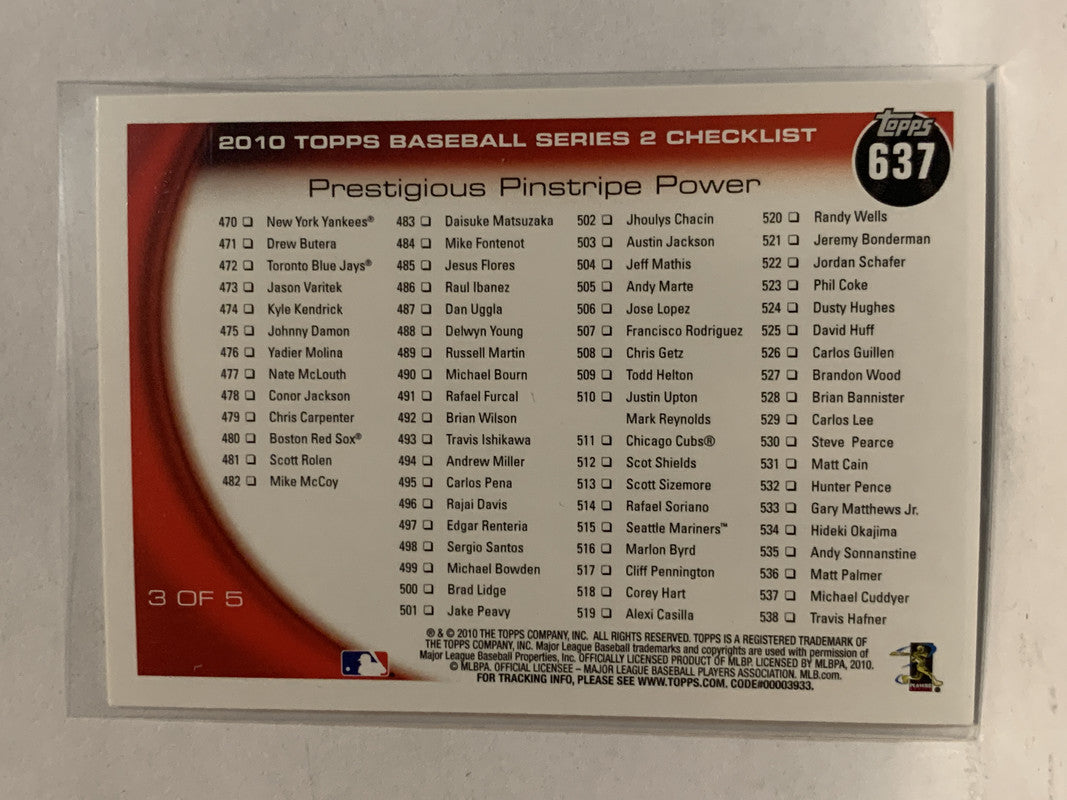 2010 TOPPS BASEBALL SERIES 2 CHECKLIST
Topps
637
Prestigious Pinstripe Power
470 ❏ New York Yankees®
471 ❏ Drew Butera
472 ❏ Toronto Blue Jays®
473 ❏ Jason Varitek
474 ❏ Kyle Kendrick
475 ❏ Johnny Damon
476 ❏ Yadier Molina
477 ❏ Nate McLouth
478 ❏ Conor Jackson
479 ❏ Chris Carpenter
480 ❏ Boston Red Sox®
481 ❏ Scott Rolen
482 ❏ Mike McCoy
483 ❏ Daisuke Matsuzaka
484 ❏ Mike Fontenot
485 ❏ Jesus Flores
486 ❏ Raul Ibanez
487 ❏ Dan Uggla
488 ❏ Delwyn Young
489 ❏ Russell Martin
490 ❏ Michael Bourn
491 ❏ Rafael Furcal
492 ❏ Brian Wilson
493 ❏ Travis Ishikawa
494 ❏ Andrew Miller
495 ❏ Carlos Pena
496 ❏ Rajai Davis
497 ❏ Edgar Renteria
498 ❏ Sergio Santos
499 ❏ Michael Bowden
500 ❏ Brad Lidge
501 ❏ Jake Peavy
502 ❏ Jhoulys Chacin
503 ❏ Austin Jackson
504 ❏ Jeff Mathis
505 ❏ Andy Marte
506 ❏ Jose Lopez
507 ❏ Francisco Rodriguez
508 ❏ Chris Getz
509 ❏ Todd Helton
510 ❏ Justin Upton
Mark Reynolds
511 ❏ Chicago Cubs®
512 ❏ Scot Shields
513 ❏ Scott Sizemore
514 ❏ Rafael Soriano
515 ❏ Seattle Mariners™
516 ❏ Marlon Byrd
517 ❏ Cliff Pennington
518 ❏ Corey Hart
519 ❏ Alexi Casilla
520 ❏ Randy Wells
521 ❏ Jeremy Bonderman
522 ❏ Jordan Schafer
523 ❏ Phil Coke
524 ❏ Dusty Hughes
525 ❏ David Huff
526 ❏ Carlos Guillen
527 ❏ Brandon Wood
528 ❏ Brian Bannister
529 ❏ Carlos Lee
530 ❏ Steve Pearce
531 ❏ Matt Cain
532 ❏ Hunter Pence
533 ❏ Gary Matthews Jr.
534 ❏ Hideki Okajima
535 ❏ Andy Sonnanstine
536 ❏ Matt Palmer
537 ❏ Michael Cuddyer
538 ❏ Travis Hafner
3 OF 5
® & © 2010 THE TOPPS COMPANY, INC. ALL RIGHTS RESERVED. TOPPS IS A REGISTERED TRADEMARK OF
THE TOPPS COMPANY, INC. Major League Baseball trademarks and copyrights are used with permission of
Major League Baseball Properties, Inc. OFFICIALLY LICENSED PRODUCT OF MLBP. LICENSED BY MLBPA, 2010.
© MLBPA. OFFICIAL LICENSEE – MAJOR LEAGUE BASEBALL PLAYERS ASSOCIATION. MLB.com.
FOR TRACKING INFO, PLEASE SEE WWW.TOPPS.COM. CODE#00003933.